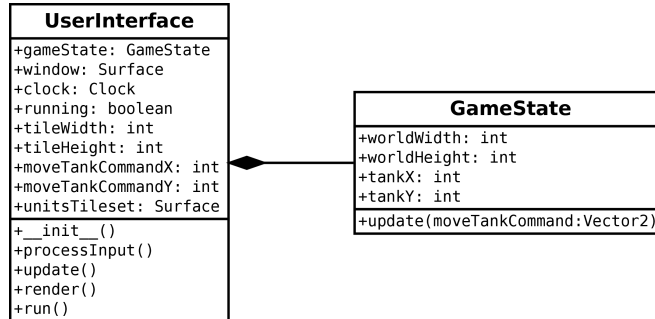 UserInterface
+gameState: GameState
+window: Surface
+clock: Clock
+running: boolean
+tileWidth: int
+tileHeight: int
+moveTankCommandX: int
+moveTankCommandY: int
+unitsTileset: Surface
+__init__()
+processInput()
+update()
+render()
+run()
GameState
+worldWidth: int
+worldHeight: int
+tankX: int
+tankY: int
+update(moveTankCommand:Vector2)